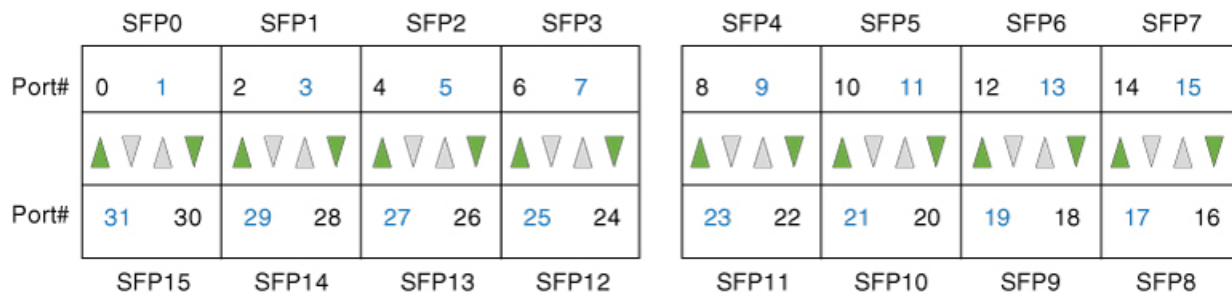 SFP0 SFP1 SFP2 SFP3 SFP4 SFP5 SFP6 SFP7
Port# 0 1 2 3 4 5 6 7 8 9 10 11 12 13 14 15
Port# 31 30 29 28 27 26 25 24 23 22 21 20 19 18 17 16
SFP15 SFP14 SFP13 SFP12 SFP11 SFP10 SFP9 SFP8